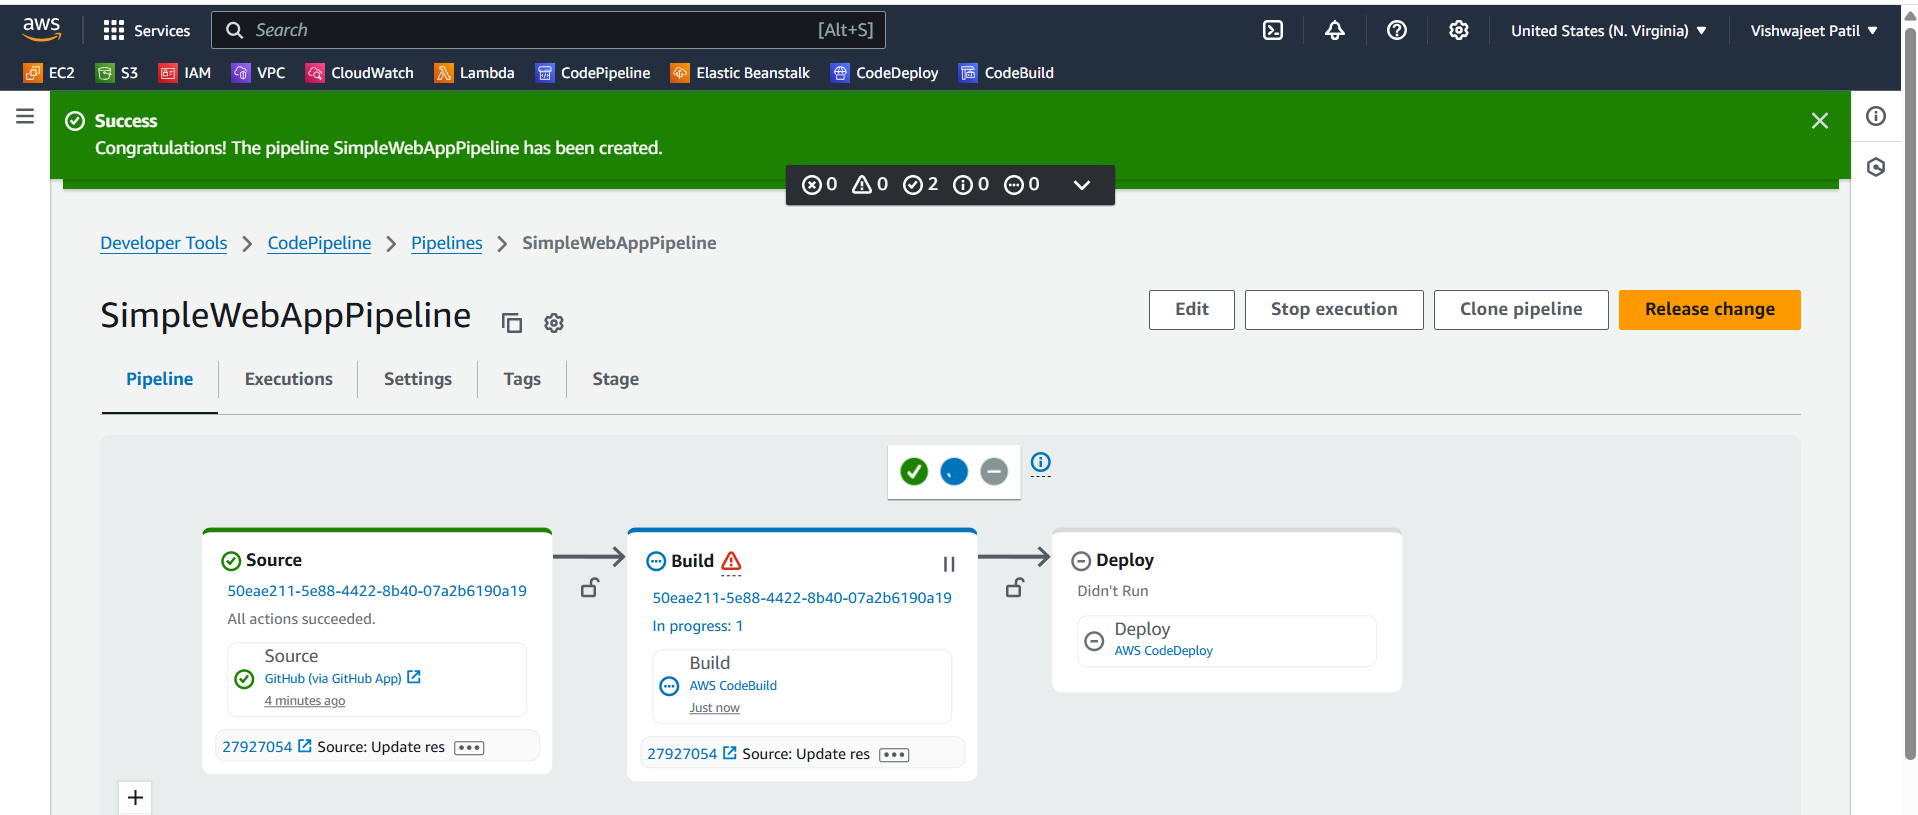 aws
Services
Search
[Alt+S]
United States (N. Virginia)
Vishwajeet Patil
EC2
S3
IAM
VPC
CloudWatch
Lambda
CodePipeline
Elastic Beanstalk
CodeDeploy
CodeBuild
Success
Congratulations! The pipeline SimpleWebAppPipeline has been created.
0 0 2 0 0
Developer Tools
CodePipeline
Pipelines
SimpleWebAppPipeline
SimpleWebAppPipeline
Edit
Stop execution
Clone pipeline
Release change
Pipeline
Executions
Settings
Tags
Stage
Source
50eae211-5e88-4422-8b40-07a2b6190a19
All actions succeeded.
Source
GitHub (via GitHub App)
4 minutes ago
27927054 Source: Update res
Build
50eae211-5e88-4422-8b40-07a2b6190a19
In progress: 1
Build
AWS CodeBuild
Just now
27927054 Source: Update res
Deploy
Didn't Run
Deploy
AWS CodeDeploy